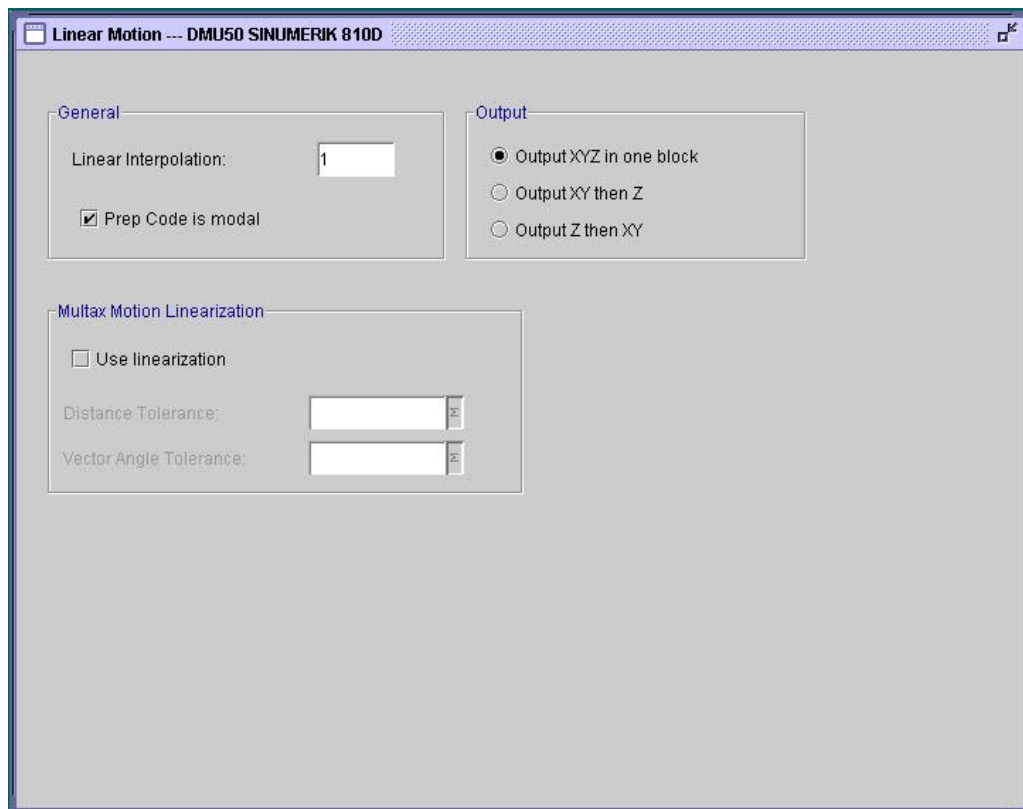 Linear Motion --- DMU50 SINUMERIK 810D
General
Linear Interpolation: 1
Prep Code is modal
Output
Output XYZ in one block
Output XY then Z
Output Z then XY
Multax Motion Linearization
Use linearization
Distance Tolerance: Σ
Vector Angle Tolerance: Σ